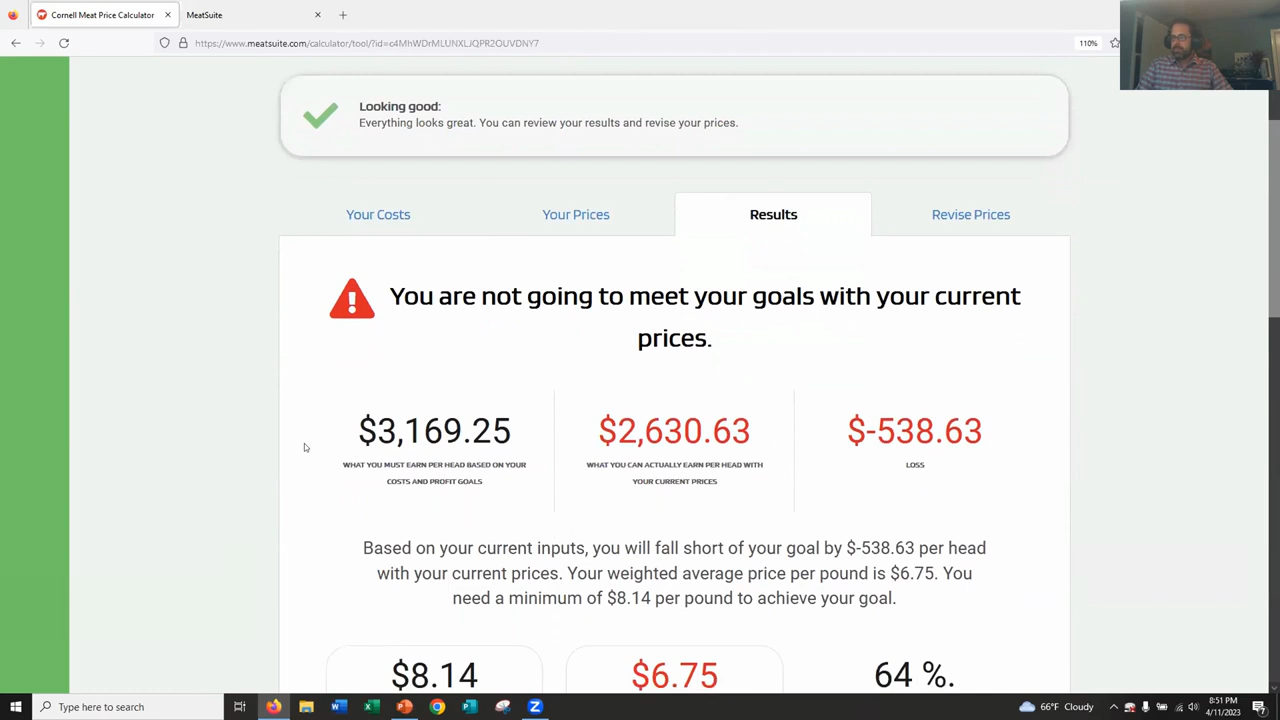 Cornell Meat Price Calculator
MeatSuite
https://www.meatsuite.com/calculator/tool/?id=c4MhWDrMLUNXLJQPR2OUVDNY7
110%
Looking good:
Everything looks great. You can review your results and revise your prices.
Your Costs
Your Prices
Results
Revise Prices
You are not going to meet your goals with your current
prices.
$3,169.25
$2,630.63
$-538.63
WHAT YOU MUST EARN PER HEAD BASED ON YOUR
COSTS AND PROFIT GOALS
WHAT YOU CAN ACTUALLY EARN PER HEAD WITH
YOUR CURRENT PRICES
LOSS
Based on your current inputs, you will fall short of your goal by $-538.63 per head
with your current prices. Your weighted average price per pound is $6.75. You
need a minimum of $8.14 per pound to achieve your goal.
$8.14
$6.75
64 %.
Type here to search
66°F Cloudy
8:51 PM
4/11/2023